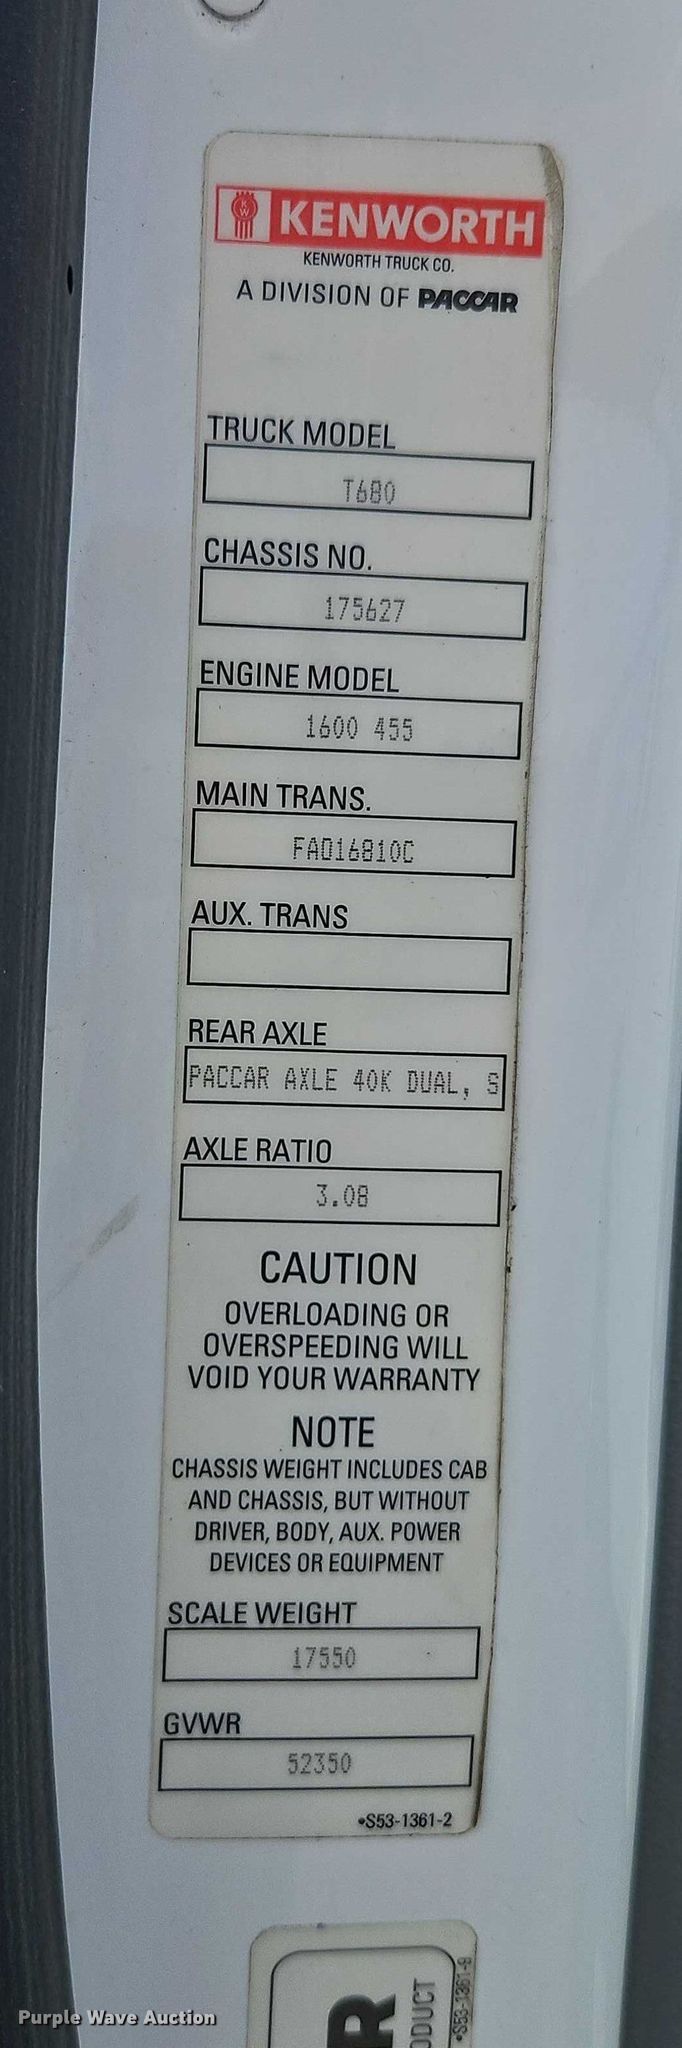 KW
KENWORTH
KENWORTH TRUCK CO.
A DIVISION OF PACCAR
TRUCK MODEL
T680
CHASSIS NO.
175627
ENGINE MODEL
1600 455
MAIN TRANS.
FAO16810C
AUX. TRANS
REAR AXLE
PACCAR AXLE 40K DUAL, S
AXLE RATIO
3.08
CAUTION
OVERLOADING OR
OVERSPEEDING WILL
VOID YOUR WARRANTY
NOTE
CHASSIS WEIGHT INCLUDES CAB
AND CHASSIS, BUT WITHOUT
DRIVER, BODY, AUX. POWER
DEVICES OR EQUIPMENT
SCALE WEIGHT
17550
GVWR
52350
•S53-1361-2
R
ODUCT
•S53-1361-9
Purple Wave Auction